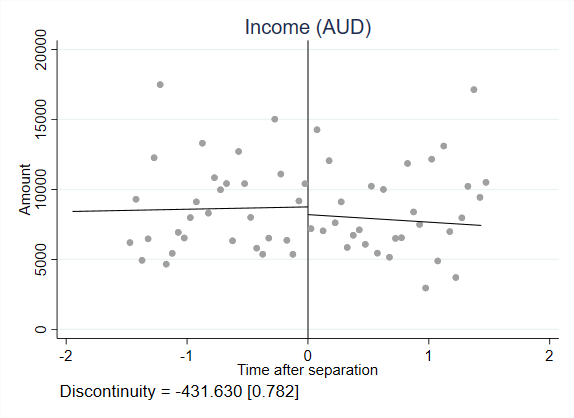 Income (AUD)
20000
15000
10000
5000
0
Amount
-2
-1
0
1
2
Time after separation
Discontinuity = -431.630 [0.782]